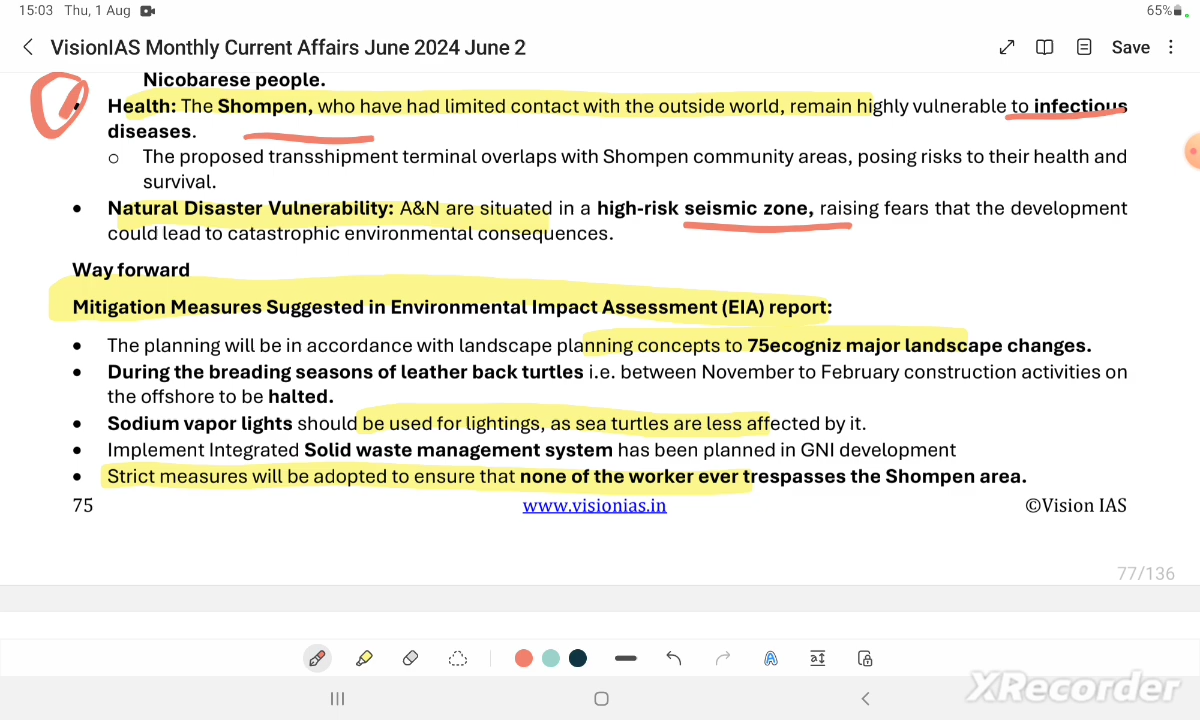 15:03 Thu, 1 Aug 65%
VisionIAS Monthly Current Affairs June 2024 June 2 Save
Nicobarese people.
• Health: The Shompen, who have had limited contact with the outside world, remain highly vulnerable to infectious
diseases.
o The proposed transshipment terminal overlaps with Shompen community areas, posing risks to their health and
survival.
• Natural Disaster Vulnerability: A&N are situated in a high-risk seismic zone, raising fears that the development
could lead to catastrophic environmental consequences.
Way forward
Mitigation Measures Suggested in Environmental Impact Assessment (EIA) report:
• The planning will be in accordance with landscape planning concepts to 75ecogniz major landscape changes.
• During the breading seasons of leather back turtles i.e. between November to February construction activities on
the offshore to be halted.
• Sodium vapor lights should be used for lightings, as sea turtles are less affected by it.
• Implement Integrated Solid waste management system has been planned in GNI development
• Strict measures will be adopted to ensure that none of the worker ever trespasses the Shompen area.
75 www.visionias.in ©Vision IAS
77/136
XRecorder